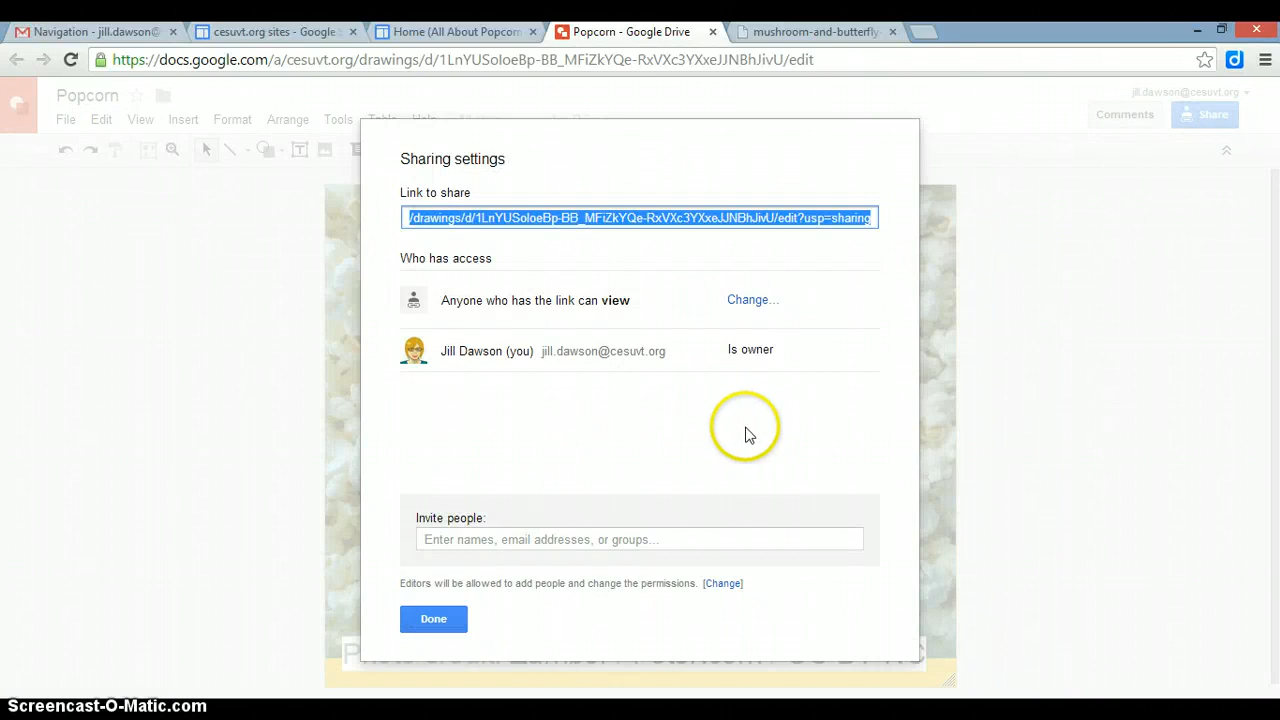 Navigation - jill.dawson@
cesuvt.org sites - Google S
Home (All About Popcorn
Popcorn - Google Drive
mushroom-and-butterfly-
https://docs.google.com/a/cesuvt.org/drawings/d/1LnYUSoIoeBp-BB_MFiZkYQe-RxVXc3YXxeJJNBhJivU/edit
Popcorn
jill.dawson@cesuvt.org
File Edit View Insert Format Arrange Tools Table Help
Comments
Share
Sharing settings
Link to share
/drawings/d/1LnYUSoIoeBp-BB_MFiZkYQe-RxVXc3YXxeJJNBhJivU/edit?usp=sharing
Who has access
Anyone who has the link can view Change...
Jill Dawson (you) jill.dawson@cesuvt.org Is owner
Invite people:
Enter names, email addresses, or groups...
Editors will be allowed to add people and change the permissions. [Change]
Done
Screencast-O-Matic.com